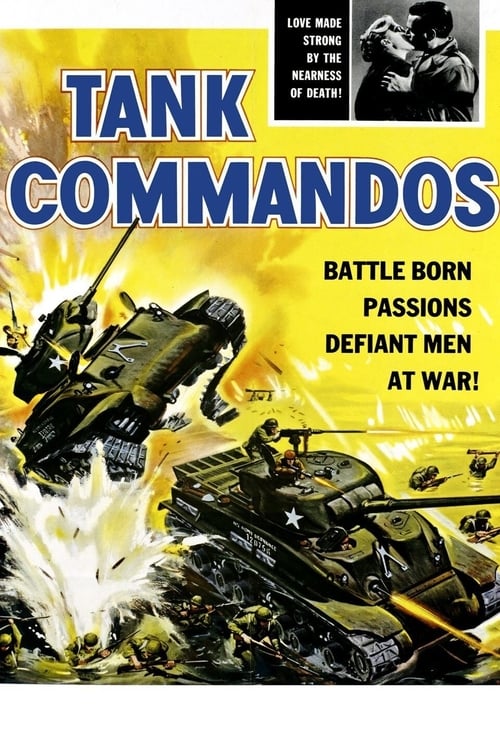 LOVE MADE
STRONG
BY THE
NEARNESS
OF DEATH!
TANK
COMMANDOS
BATTLE BORN
PASSIONS
DEFIANT MEN
AT WAR!